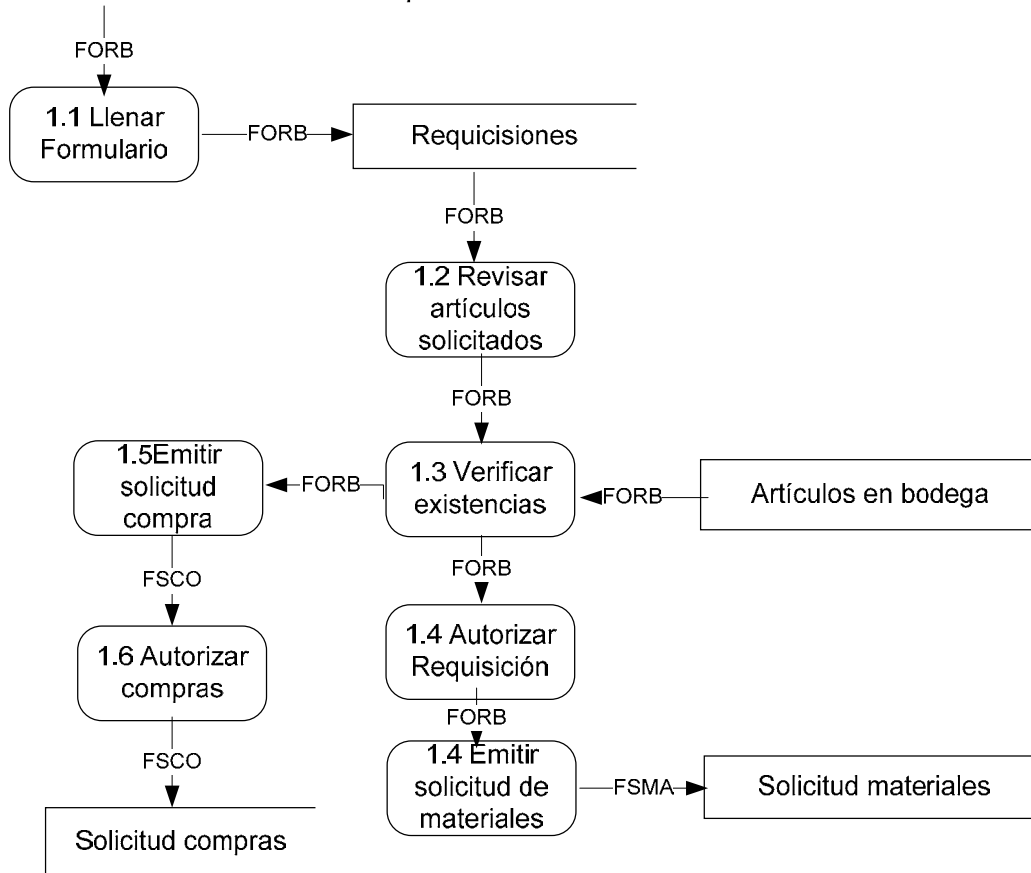 FORB
1.1 Llenar
Formulario
FORB
Requicisiones
FORB
1.2 Revisar
artículos
solicitados
FORB
1.5Emitir
solicitud
compra
FORB
1.3 Verificar
existencias
FORB
Artículos en bodega
FSCO
FORB
1.6 Autorizar
compras
1.4 Autorizar
Requisición
FORB
FSCO
1.4 Emitir
solicitud de
materiales
FSMA
Solicitud materiales
Solicitud compras